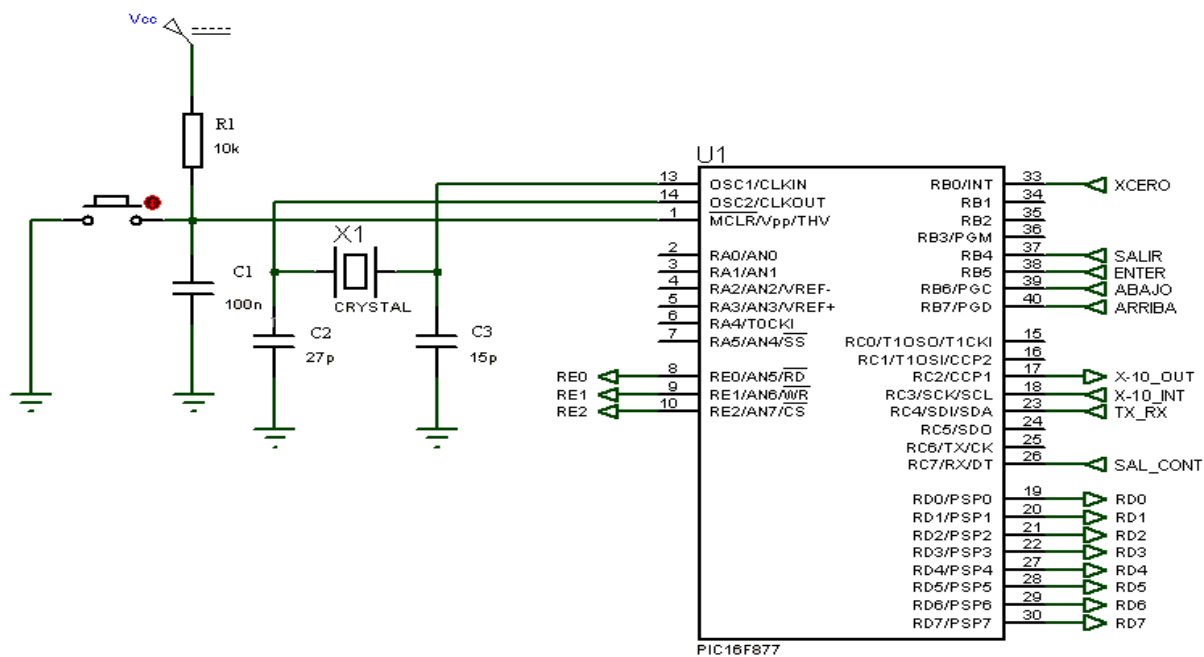 Vcc
R1
10k
C1
100n
X1
CRYSTAL
C2
27p
C3
15p
U1
13 OSC1/CLKIN
14 OSC2/CLKOUT
1 MCLR/Vpp/THV
2 RA0/AN0
3 RA1/AN1
4 RA2/AN2/VREF-
5 RA3/AN3/VREF+
6 RA4/T0CKI
7 RA5/AN4/SS
RE0 8 RE0/AN5/RD
RE1 9 RE1/AN6/WR
RE2 10 RE2/AN7/CS
RB0/INT 33 XCERO
RB1 34
RB2 35
RB3/PGM 36
RB4 37 SALIR
RB5 38 ENTER
RB6/PGC 39 ABAJO
RB7/PGD 40 ARRIBA
RC0/T1OSO/T1CKI 15
RC1/T1OSI/CCP2 16
RC2/CCP1 17 X-10_OUT
RC3/SCK/SCL 18 X-10_INT
RC4/SDI/SDA 23 TX_RX
RC5/SDO 24
RC6/TX/CK 25
RC7/RX/DT 26 SAL_CONT
RD0/PSP0 19 RD0
RD1/PSP1 20 RD1
RD2/PSP2 21 RD2
RD3/PSP3 22 RD3
RD4/PSP4 27 RD4
RD5/PSP5 28 RD5
RD6/PSP6 29 RD6
RD7/PSP7 30 RD7
PIC16F877